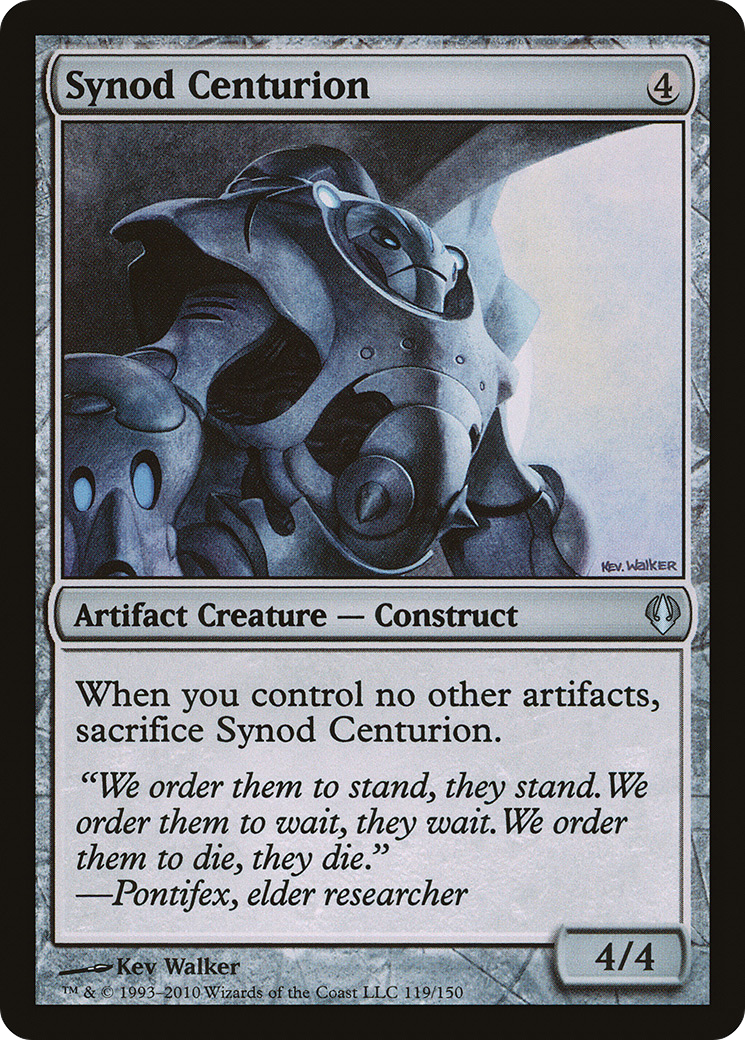 Synod Centurion 4
KEV. WALKER
Artifact Creature — Construct
When you control no other artifacts,
sacrifice Synod Centurion.
“We order them to stand, they stand. We
order them to wait, they wait. We order
them to die, they die.”
—Pontifex, elder researcher
4/4
Kev Walker
™ & © 1993–2010 Wizards of the Coast LLC 119/150